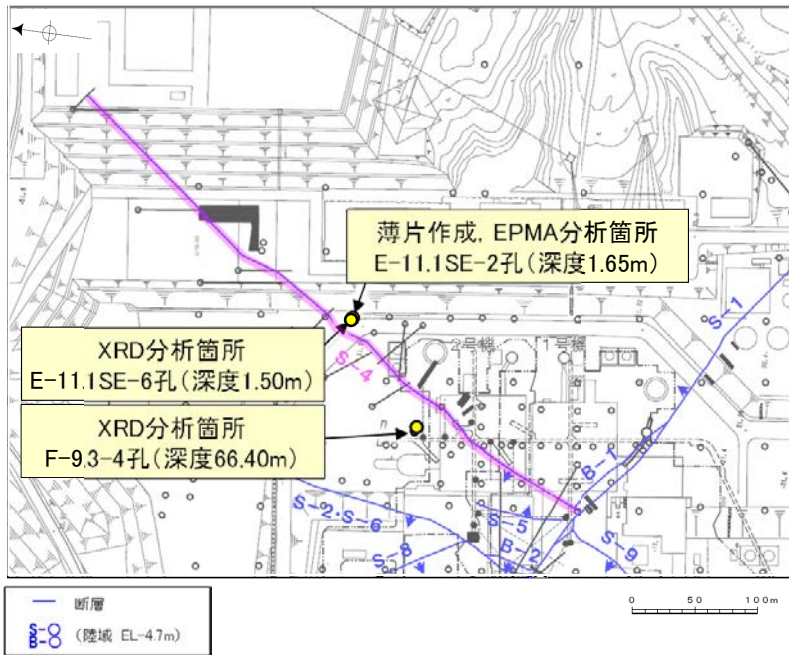 薄片作成, EPMA分析箇所
E-11.1SE-2孔(深度1.65m)
XRD分析箇所
E-11.1SE-6孔(深度1.50m)
XRD分析箇所
F-9.3-4孔(深度66.40m)
S-1
S-4
2号機
1号機
B-1
S-2・S-6
S-5
S-8
B-2
S-9
断層
S-○
B-○
(陸域 EL-4.7m)
0 50 100m